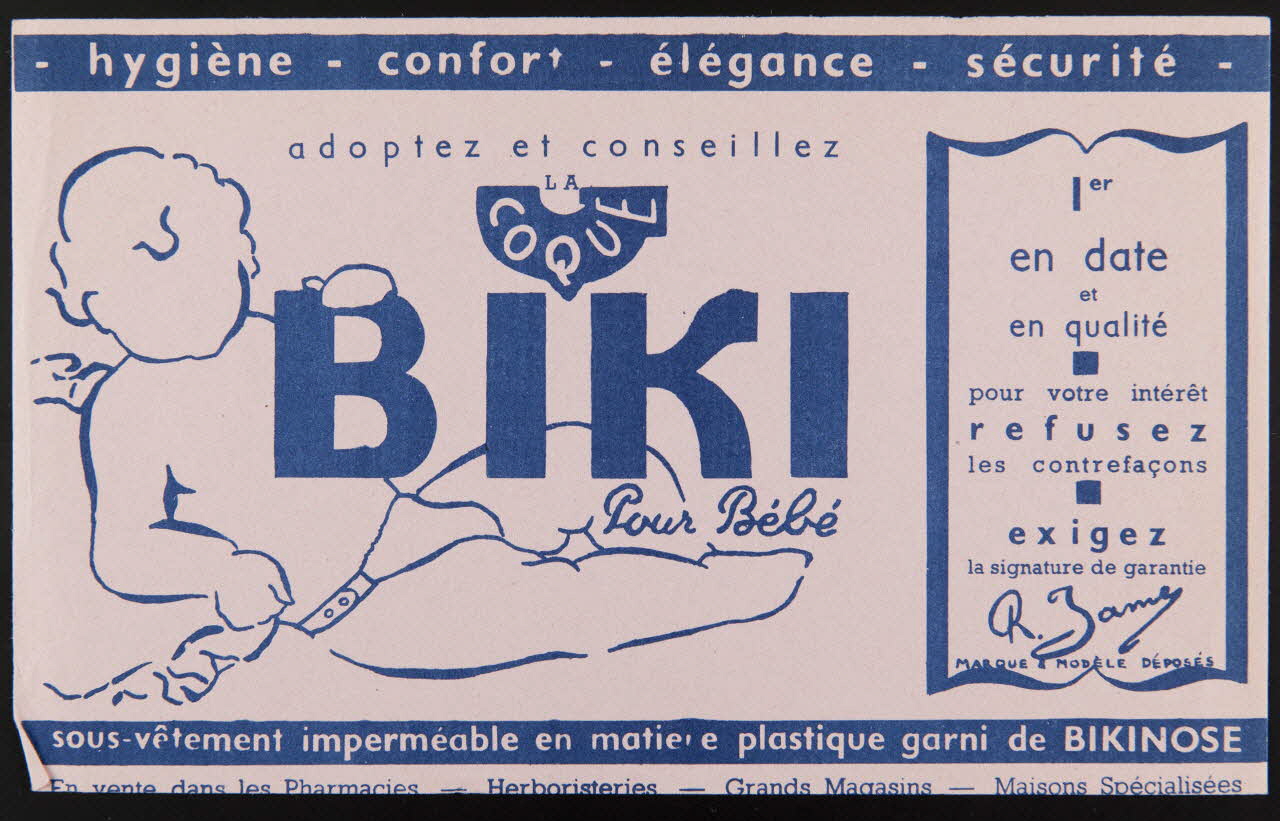 - hygiène - confort - élégance - sécurité -
adoptez et conseillez
LA
COQUE
BIKI
Pour Bébé
1er
en date
et
en qualité
pour votre intérêt
refusez
les contrefaçons
exigez
la signature de garantie
R. Jamy
MARQUE & MODÈLE DÉPOSÉS
sous-vêtement imperméable en matière plastique garni de BIKINOSE
En vente dans les Pharmacies — Herboristeries — Grands Magasins — Maisons Spécialisées